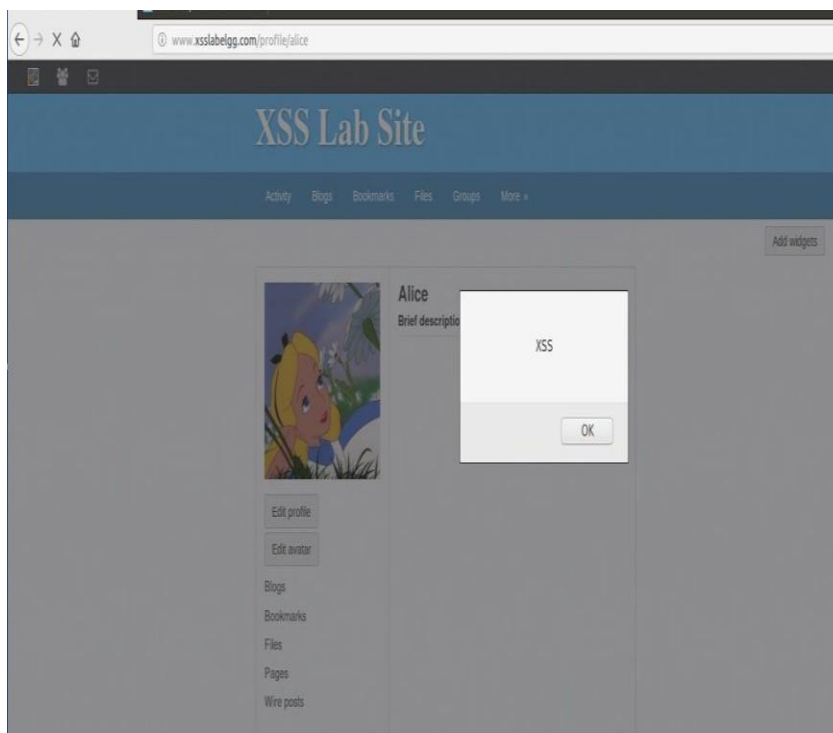 www.xsslabelgg.com/profile/alice
XSS Lab Site
Activity Blogs Bookmarks Files Groups More »
Add widgets
Alice
Brief descriptio
XSS
OK
Edit profile
Edit avatar
Blogs
Bookmarks
Files
Pages
Wire posts